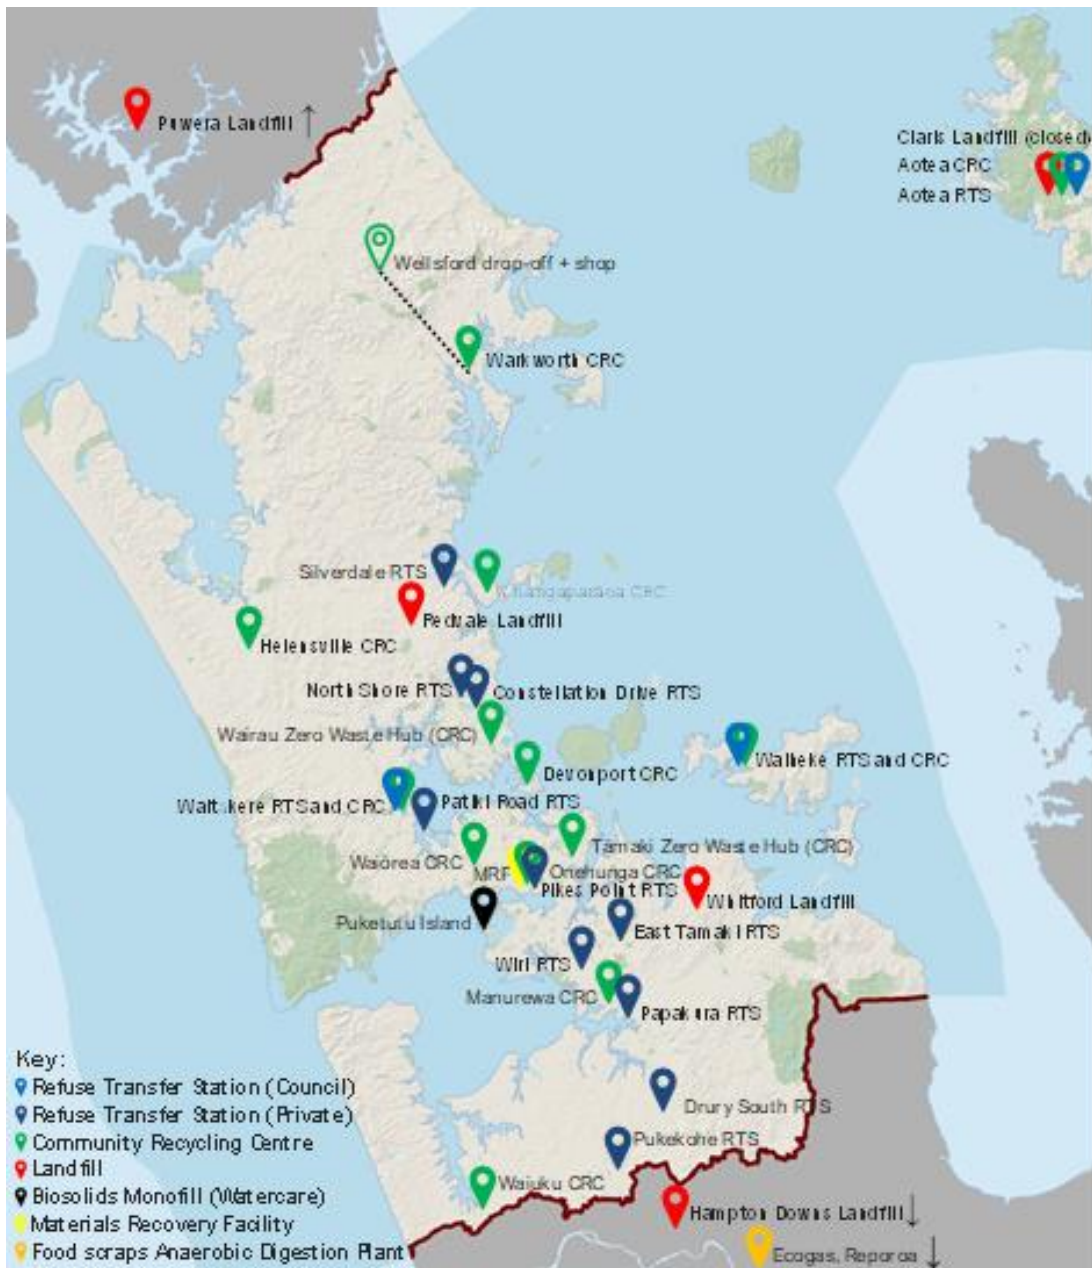 Puwera Landfill ↑
Claris Landfill (closed)
Aotea CRC
Aotea RTS
Wellsford drop-off + shop
Warkworth CRC
Silverdale RTS
Whangaparaoa CRC
Redvale Landfill
Helensville CRC
North Shore RTS
Constellation Drive RTS
Wairau Zero Waste Hub (CRC)
Devonport CRC
Waiheke RTS and CRC
Waitakere RTS and CRC
Patiki Road RTS
Tāmaki Zero Waste Hub (CRC)
Waiōrea CRC
MRF
Onehunga CRC
Pikes Point RTS
Whitford Landfill
Puketutu Island
East Tamaki RTS
Wiri RTS
Manurewa CRC
Papakura RTS
Drury South RTS
Pukekohe RTS
Waiuku CRC
Hampton Downs Landfill ↓
Ecogas, Reporoa ↓
Key:
Refuse Transfer Station (Council)
Refuse Transfer Station (Private)
Community Recycling Centre
Landfill
Biosolids Monofill (Watercare)
Materials Recovery Facility
Food scraps Anaerobic Digestion Plant